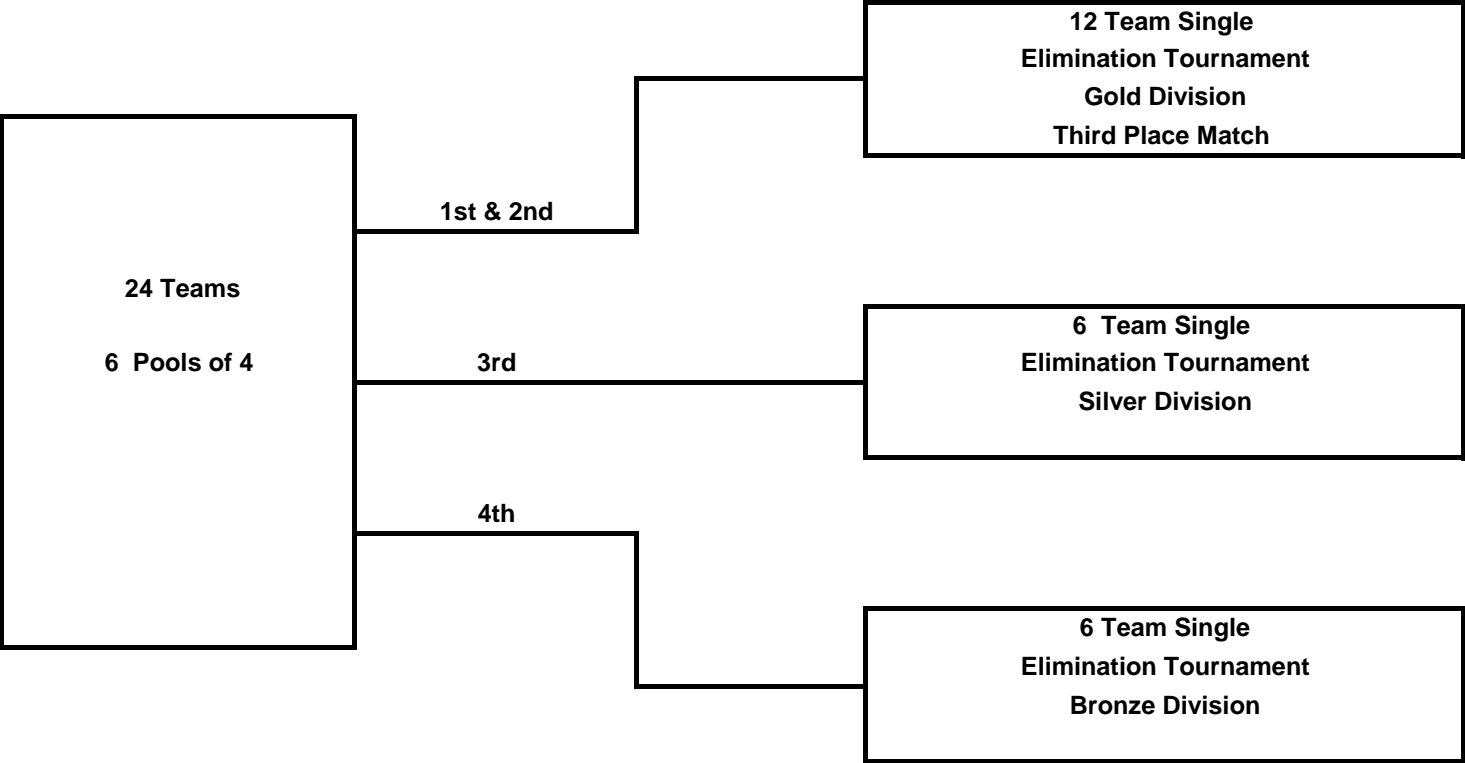 24 Teams
6 Pools of 4
1st & 2nd
3rd
4th
12 Team Single
Elimination Tournament
Gold Division
Third Place Match
6 Team Single
Elimination Tournament
Silver Division
6 Team Single
Elimination Tournament
Bronze Division